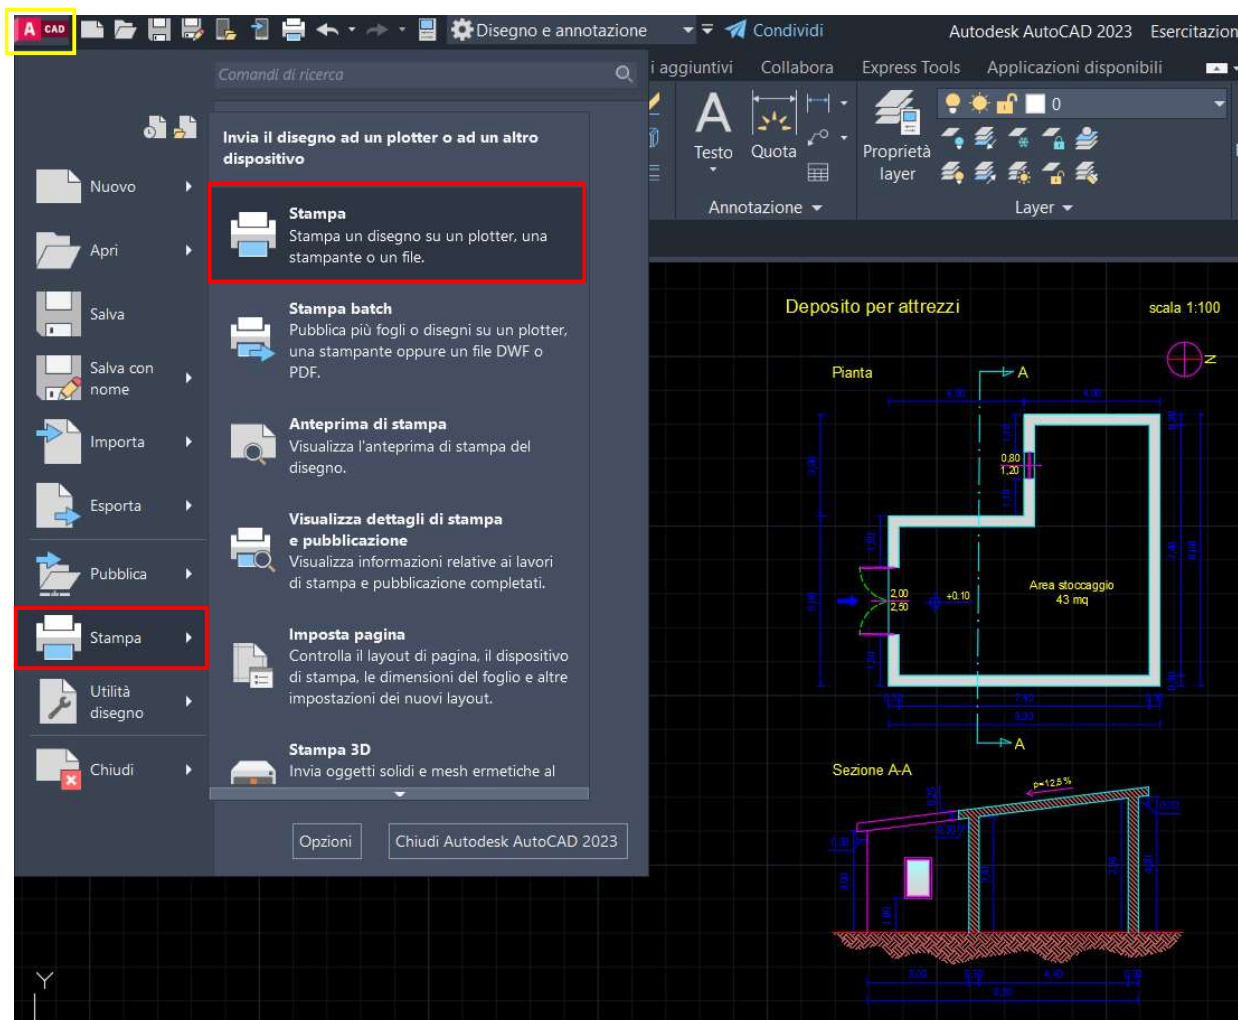 A CAD
Disegno e annotazione
Condividi
Autodesk AutoCAD 2023
Esercitazion
Comandi di ricerca
i aggiuntivi
Collabora
Express Tools
Applicazioni disponibili
Invia il disegno ad un plotter o ad un altro
dispositivo
A
Testo
Quota
Proprietà
layer
0
Annotazione
Layer
Nuovo
Apri
Salva
Salva con
nome
Importa
Esporta
Pubblica
Stampa
Utilità
disegno
Chiudi
Stampa
Stampa un disegno su un plotter, una
stampante o un file.
Stampa batch
Pubblica più fogli o disegni su un plotter,
una stampante oppure un file DWF o
PDF.
Anteprima di stampa
Visualizza l'anteprima di stampa del
disegno.
Visualizza dettagli di stampa
e pubblicazione
Visualizza informazioni relative ai lavori
di stampa e pubblicazione completati.
Imposta pagina
Controlla il layout di pagina, il dispositivo
di stampa, le dimensioni del foglio e altre
impostazioni dei nuovi layout.
Stampa 3D
Invia oggetti solidi e mesh ermetiche al
Opzioni
Chiudi Autodesk AutoCAD 2023
Deposito per attrezzi
scala 1:100
N
Pianta
A
4,00
0,80
1,20
2,00
2,50
+0.10
Area stoccaggio
43 mq
A
Sezione A-A
p=12,5%
Y